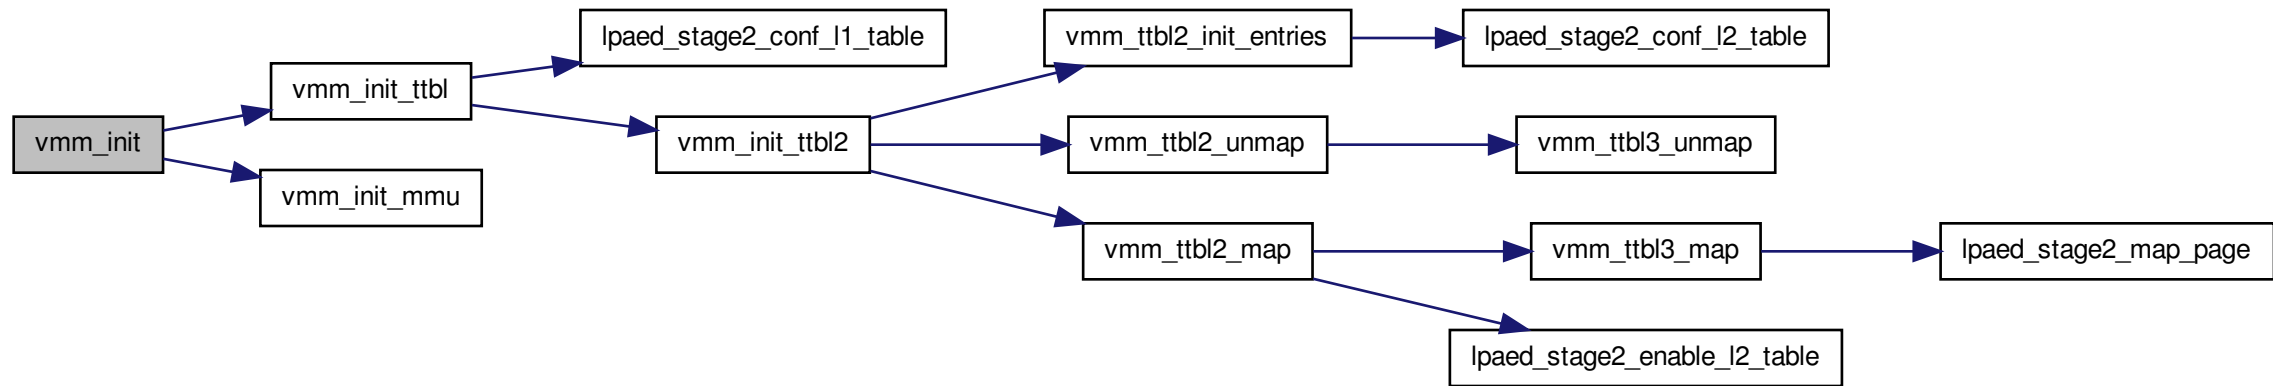 lpaed_stage2_conf_l1_table
vmm_ttbl2_init_entries
lpaed_stage2_conf_l2_table
vmm_init_ttbl
vmm_init
vmm_init_ttbl2
vmm_ttbl2_unmap
vmm_ttbl3_unmap
vmm_init_mmu
vmm_ttbl2_map
vmm_ttbl3_map
lpaed_stage2_map_page
lpaed_stage2_enable_l2_table